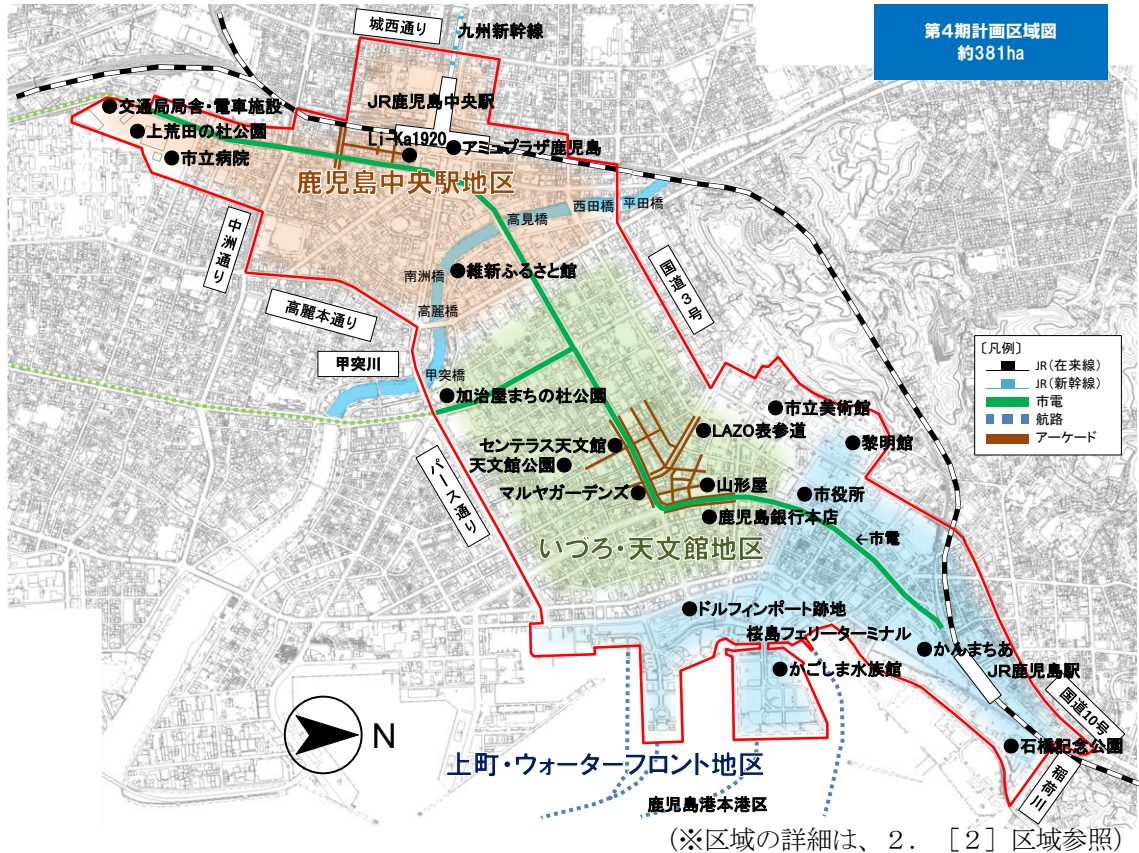 第4期計画区域図
約381ha
城西通り
九州新幹線
JR鹿児島中央駅
●交通局局舎・電車施設
●上荒田の杜公園
●市立病院
Li-Ka1920
●アミュプラザ鹿児島
鹿児島中央駅地区
中洲通り
高見橋
西田橋
平田橋
南洲橋
●維新ふるさと館
高麗橋
国道3号
高麗本通り
甲突川
甲突橋
●加治屋まちの杜公園
〔凡例〕
JR(在来線)
JR(新幹線)
市電
航路
アーケード
●市立美術館
●LAZO表参道
●黎明館
センテラス天文館●
天文館公園●
マルヤガーデンズ●
●山形屋
●市役所
●鹿児島銀行本店
パース通り
いづろ・天文館地区
←市電
●ドルフィンポート跡地
桜島フェリーターミナル
●かんまちあ
●かごしま水族館
JR鹿児島駅
国道10号
●石橋記念公園
稲荷川
N
上町・ウォーターフロント地区
鹿児島港本港区
(※区域の詳細は、2.［2］区域参照)